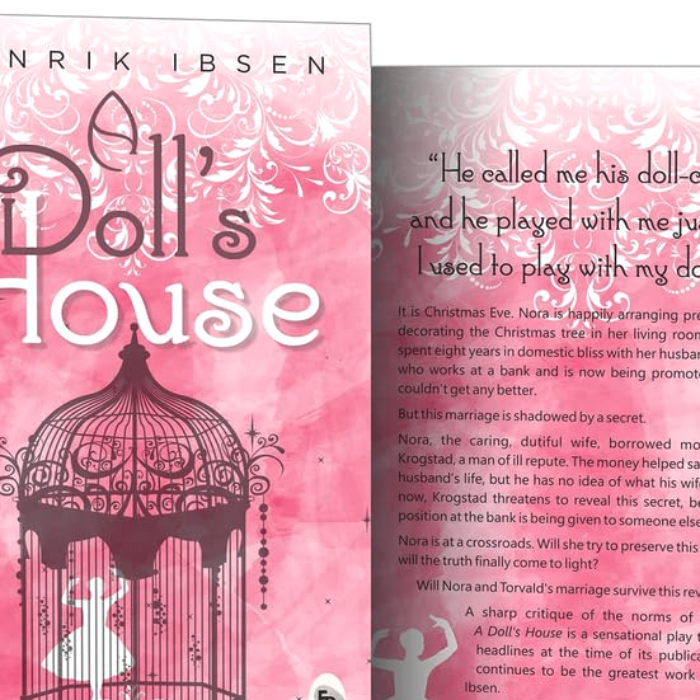 NRIK IBSEN
A
Doll's
House
“He called me his doll-c
and he played with me jus
I used to play with my do
It is Christmas Eve. Nora is happily arranging pre
decorating the Christmas tree in her living room
spent eight years in domestic bliss with her husban
who works at a bank and is now being promote
couldn't get any better.
But this marriage is shadowed by a secret.
Nora, the caring, dutiful wife, borrowed mo
Krogstad, a man of ill repute. The money helped sa
husband's life, but he has no idea of what his wife
now, Krogstad threatens to reveal this secret, be
position at the bank is being given to someone else
Nora is at a crossroads. Will she try to preserve this
will the truth finally come to light?
Will Nora and Torvald's marriage survive this rev
A sharp critique of the norms of
A Doll's House is a sensational play t
headlines at the time of its publica
continues to be the greatest work
Ibsen.